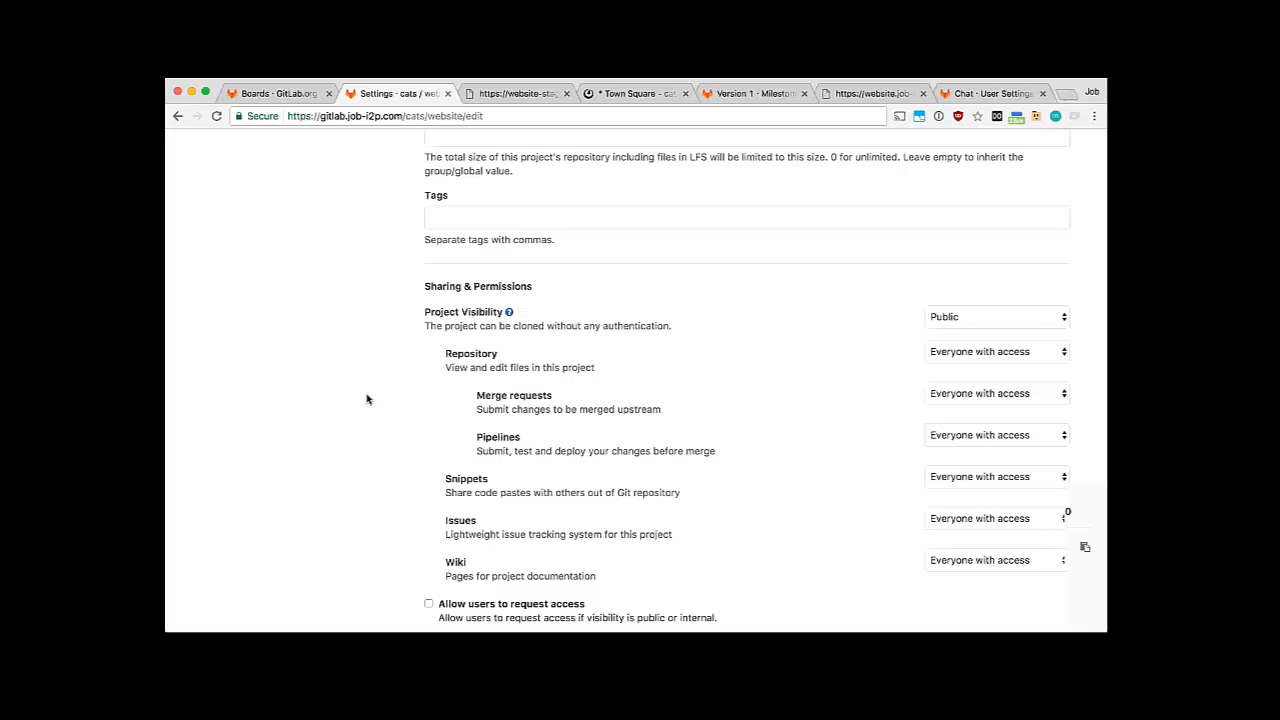 Boards · GitLab.org
Settings · cats / web
https://website-sta
* Town Square - cat
Version 1 - Mileston
https://website.job-
Chat · User Settings
Job
Secure
https://gitlab.job-i2p.com/cats/website/edit
The total size of this project's repository including files in LFS will be limited to this size. 0 for unlimited. Leave empty to inherit the
group/global value.
Tags
Separate tags with commas.
Sharing & Permissions
Project Visibility
Public
The project can be cloned without any authentication.
Repository
Everyone with access
View and edit files in this project
Merge requests
Everyone with access
Submit changes to be merged upstream
Pipelines
Everyone with access
Submit, test and deploy your changes before merge
Snippets
Everyone with access
Share code pastes with others out of Git repository
0
Issues
Everyone with access
Lightweight issue tracking system for this project
Wiki
Everyone with access
Pages for project documentation
Allow users to request access
Allow users to request access if visibility is public or internal.